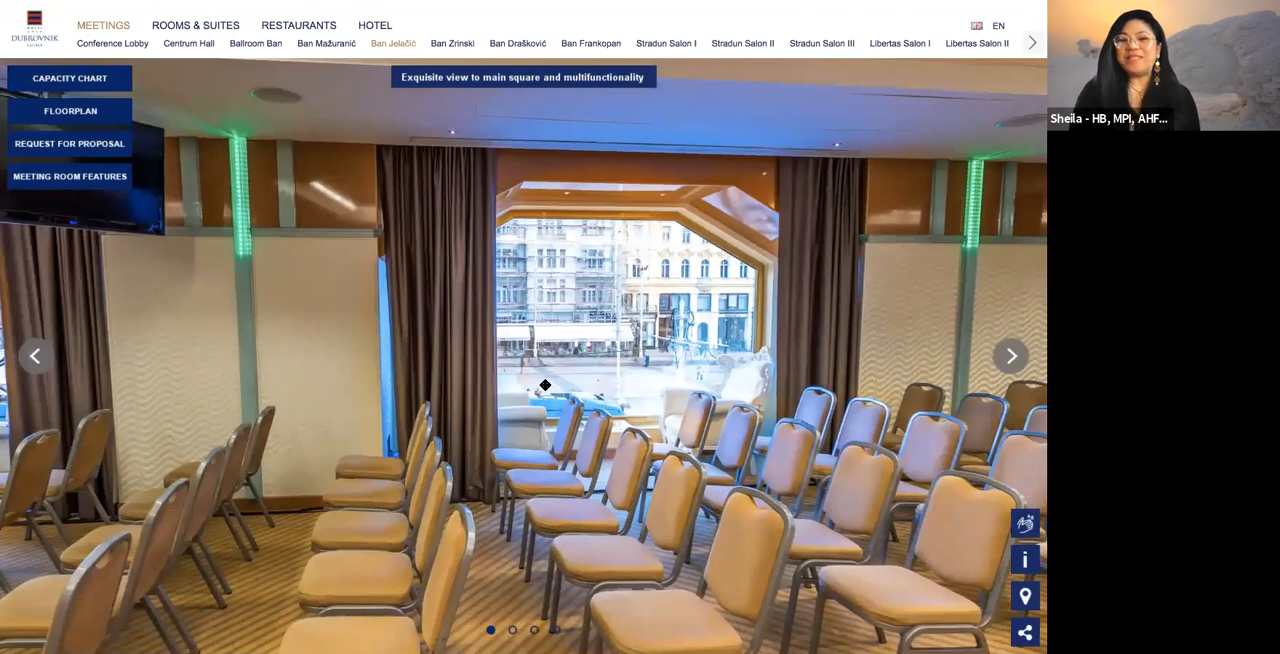 DUBROVNIK
ZAGREB
MEETINGS ROOMS & SUITES RESTAURANTS HOTEL EN
Conference Lobby Centrum Hall Ballroom Ban Ban Mažuranić Ban Jelačić Ban Zrinski Ban Drašković Ban Frankopan Stradun Salon I Stradun Salon II Stradun Salon III Libertas Salon I Libertas Salon II
CAPACITY CHART
Exquisite view to main square and multifunctionality
FLOORPLAN
REQUEST FOR PROPOSAL
MEETING ROOM FEATURES
Sheila - HB, MPI, AHF...